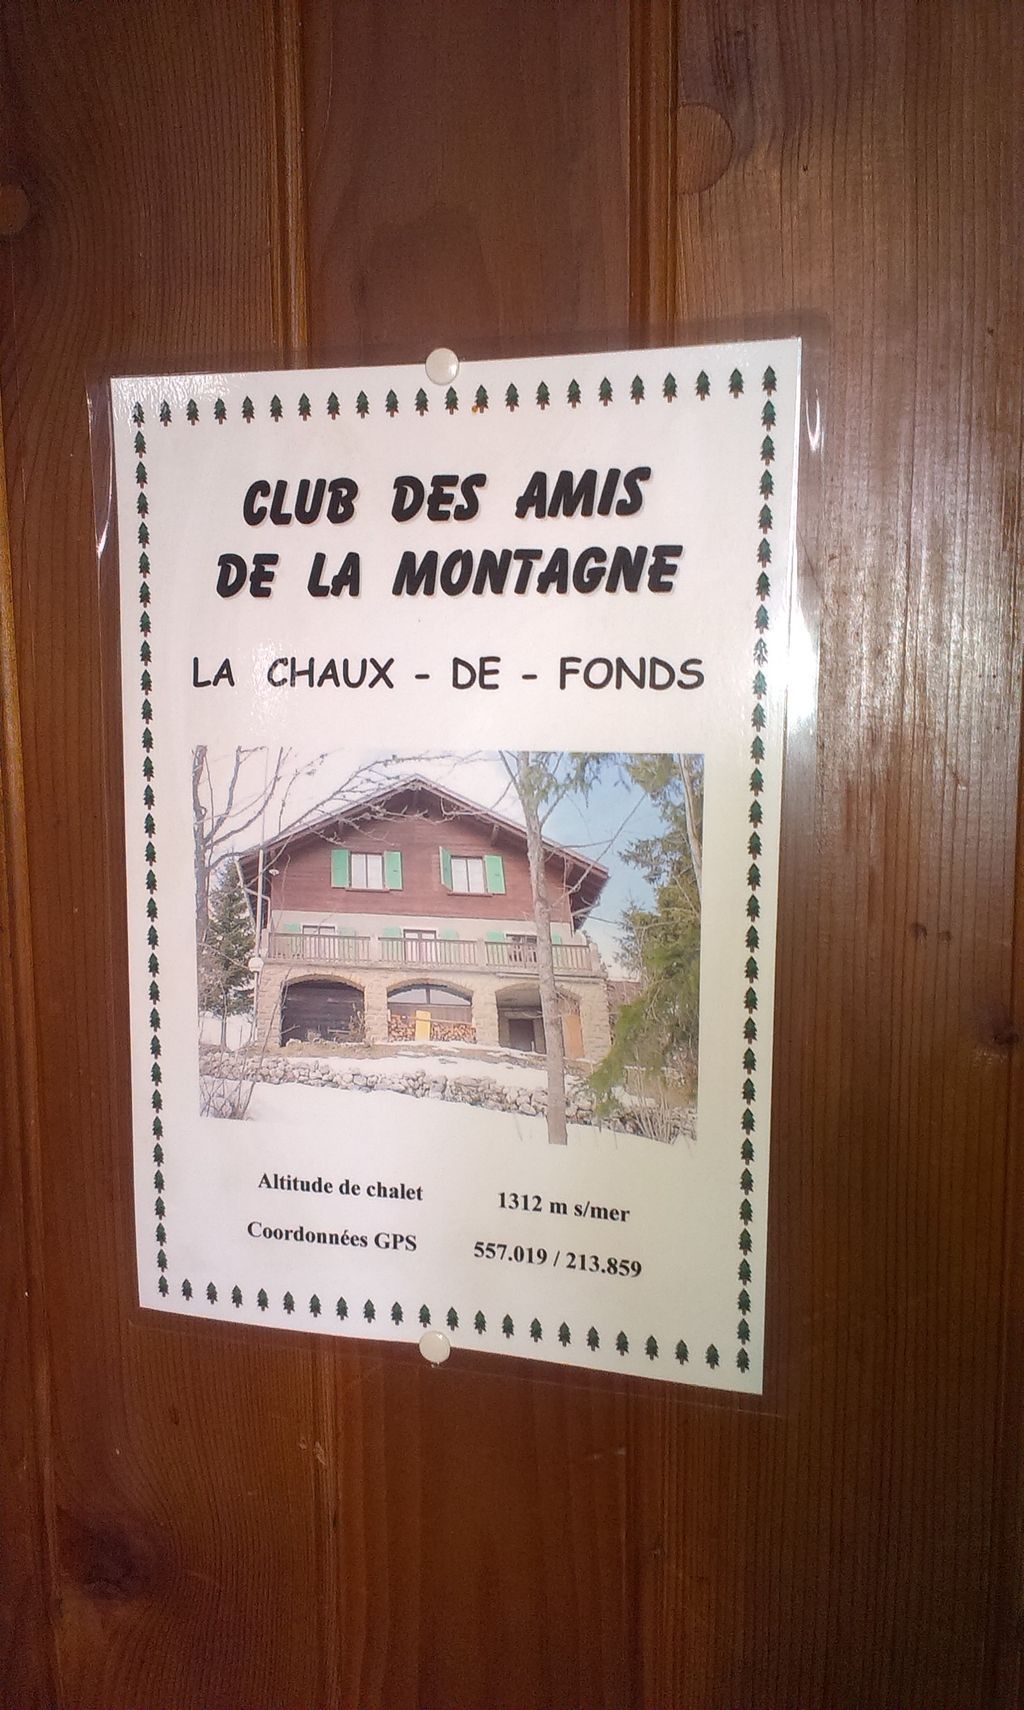 CLUB DES AMIS
DE LA MONTAGNE
LA CHAUX - DE - FONDS
Altitude de chalet 1312 m s/mer
Coordonnées GPS 557.019 / 213.859